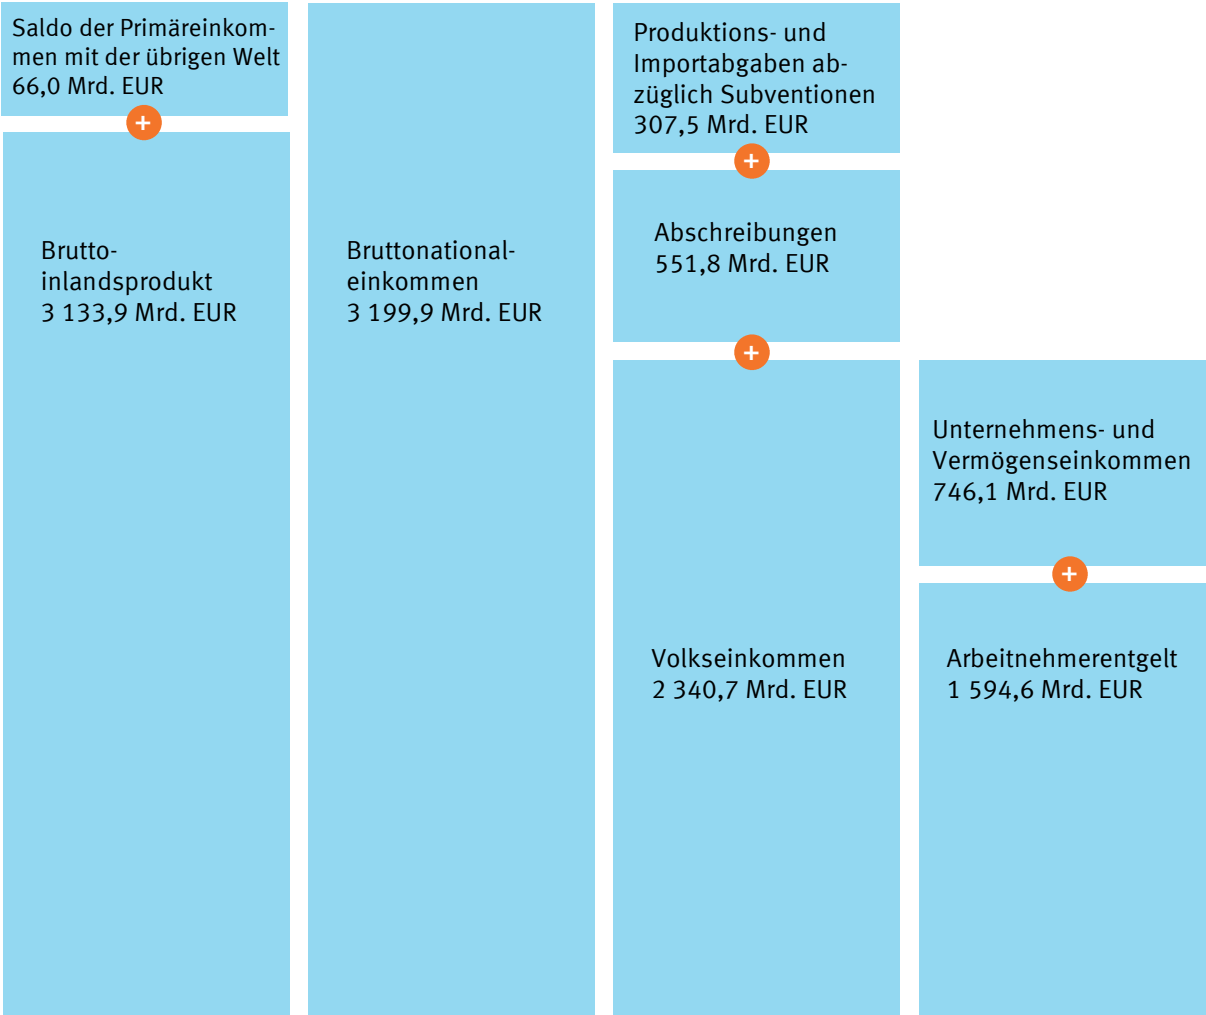 Saldo der Primäreinkom-
men mit der übrigen Welt
66,0 Mrd. EUR
+
Brutto-
inlandsprodukt
3 133,9 Mrd. EUR
Bruttonational-
einkommen
3 199,9 Mrd. EUR
Produktions- und
Importabgaben ab-
züglich Subventionen
307,5 Mrd. EUR
+
Abschreibungen
551,8 Mrd. EUR
+
Volkseinkommen
2 340,7 Mrd. EUR
Unternehmens- und
Vermögenseinkommen
746,1 Mrd. EUR
+
Arbeitnehmerentgelt
1 594,6 Mrd. EUR